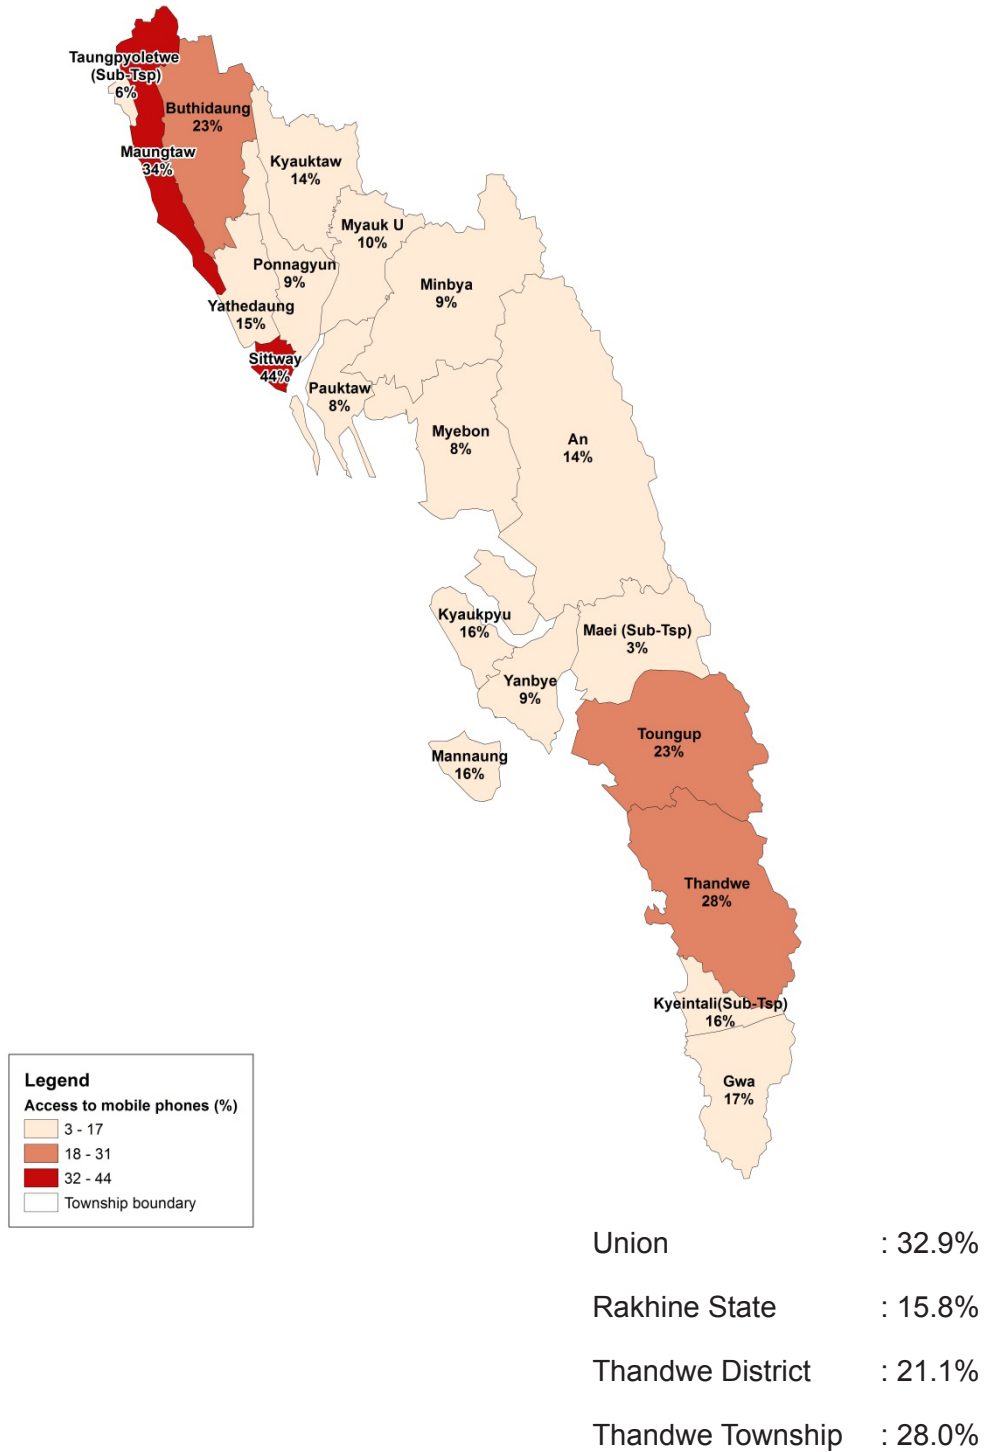 Taungpyoletwe
(Sub-Tsp)
6%
Buthidaung
23%
Maungtaw
34%
Kyauktaw
14%
Myauk U
10%
Ponnagyun
9%
Minbya
9%
Yathedaung
15%
Sittway
44%
Pauktaw
8%
Myebon
8%
An
14%
Kyaukpyu
16%
Maei (Sub-Tsp)
3%
Yanbye
9%
Toungup
23%
Mannaung
16%
Thandwe
28%
Kyeintali(Sub-Tsp)
16%
Gwa
17%
Legend
Access to mobile phones (%)
3 - 17
18 - 31
32 - 44
Township boundary
Union : 32.9%
Rakhine State : 15.8%
Thandwe District : 21.1%
Thandwe Township : 28.0%